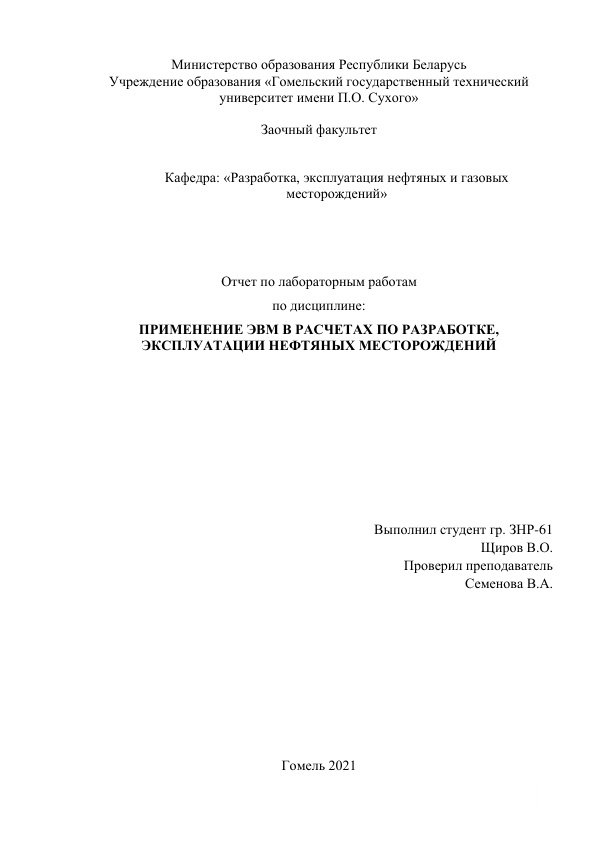 Министерство образования Республики Беларусь
Учреждение образования «Гомельский государственный технический
университет имени П.О. Сухого»
Заочный факультет
Кафедра: «Разработка, эксплуатация нефтяных и газовых
месторождений»
Отчет по лабораторным работам
по дисциплине:
ПРИМЕНЕНИЕ ЭВМ В РАСЧЕТАХ ПО РАЗРАБОТКЕ,
ЭКСПЛУАТАЦИИ НЕФТЯНЫХ МЕСТОРОЖДЕНИЙ
Выполнил студент гр. ЗНР-61
Щиров В.О.
Проверил преподаватель
Семенова В.А.
Гомель 2021